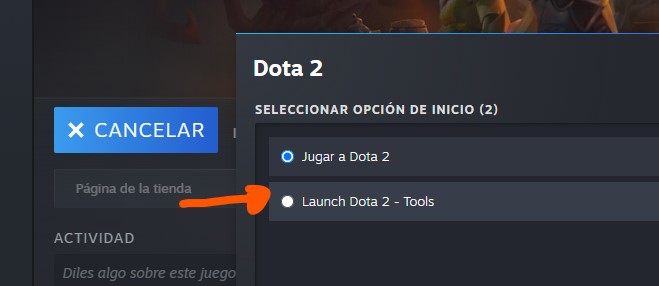 Dota 2
SELECCIONAR OPCIÓN DE INICIO (2)
✕ CANCELAR
Jugar a Dota 2
Página de la tienda
Launch Dota 2 - Tools
ACTIVIDAD
Diles algo sobre este juego